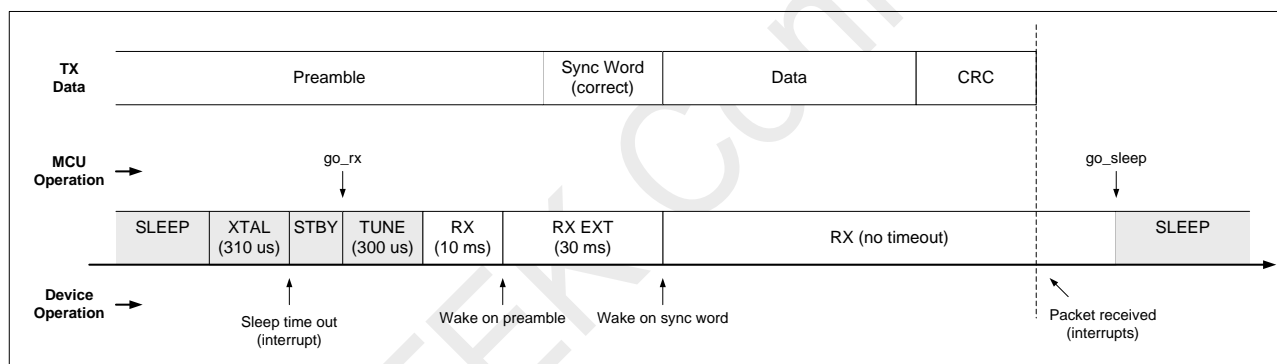 TX
Data
Preamble
Sync Word
(correct)
Data
CRC
MCU
Operation
go_rx
go_sleep
SLEEP
XTAL
(310 us)
STBY
TUNE
(300 us)
RX
(10 ms)
RX EXT
(30 ms)
RX (no timeout)
SLEEP
Device
Operation
Sleep time out
(interrupt)
Wake on preamble
Wake on sync word
Packet received
(interrupts)